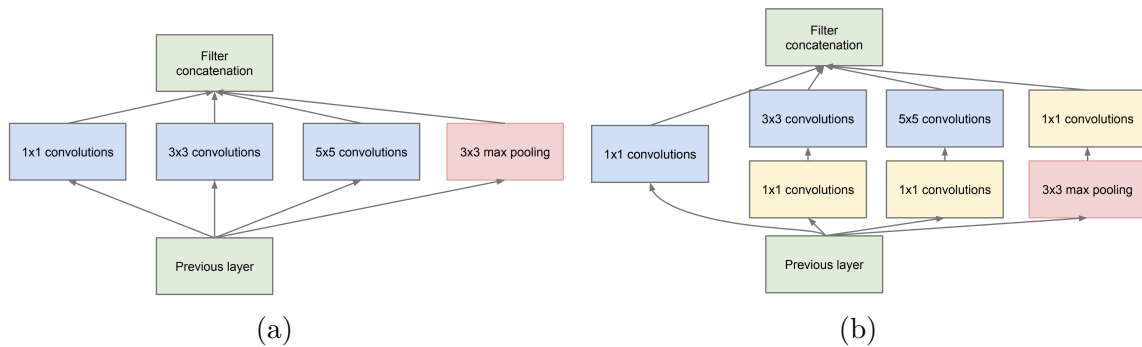 Filter
concatenation
1x1 convolutions
3x3 convolutions
5x5 convolutions
3x3 max pooling
Previous layer
(a)
Filter
concatenation
3x3 convolutions
5x5 convolutions
1x1 convolutions
1x1 convolutions
1x1 convolutions
1x1 convolutions
3x3 max pooling
Previous layer
(b)